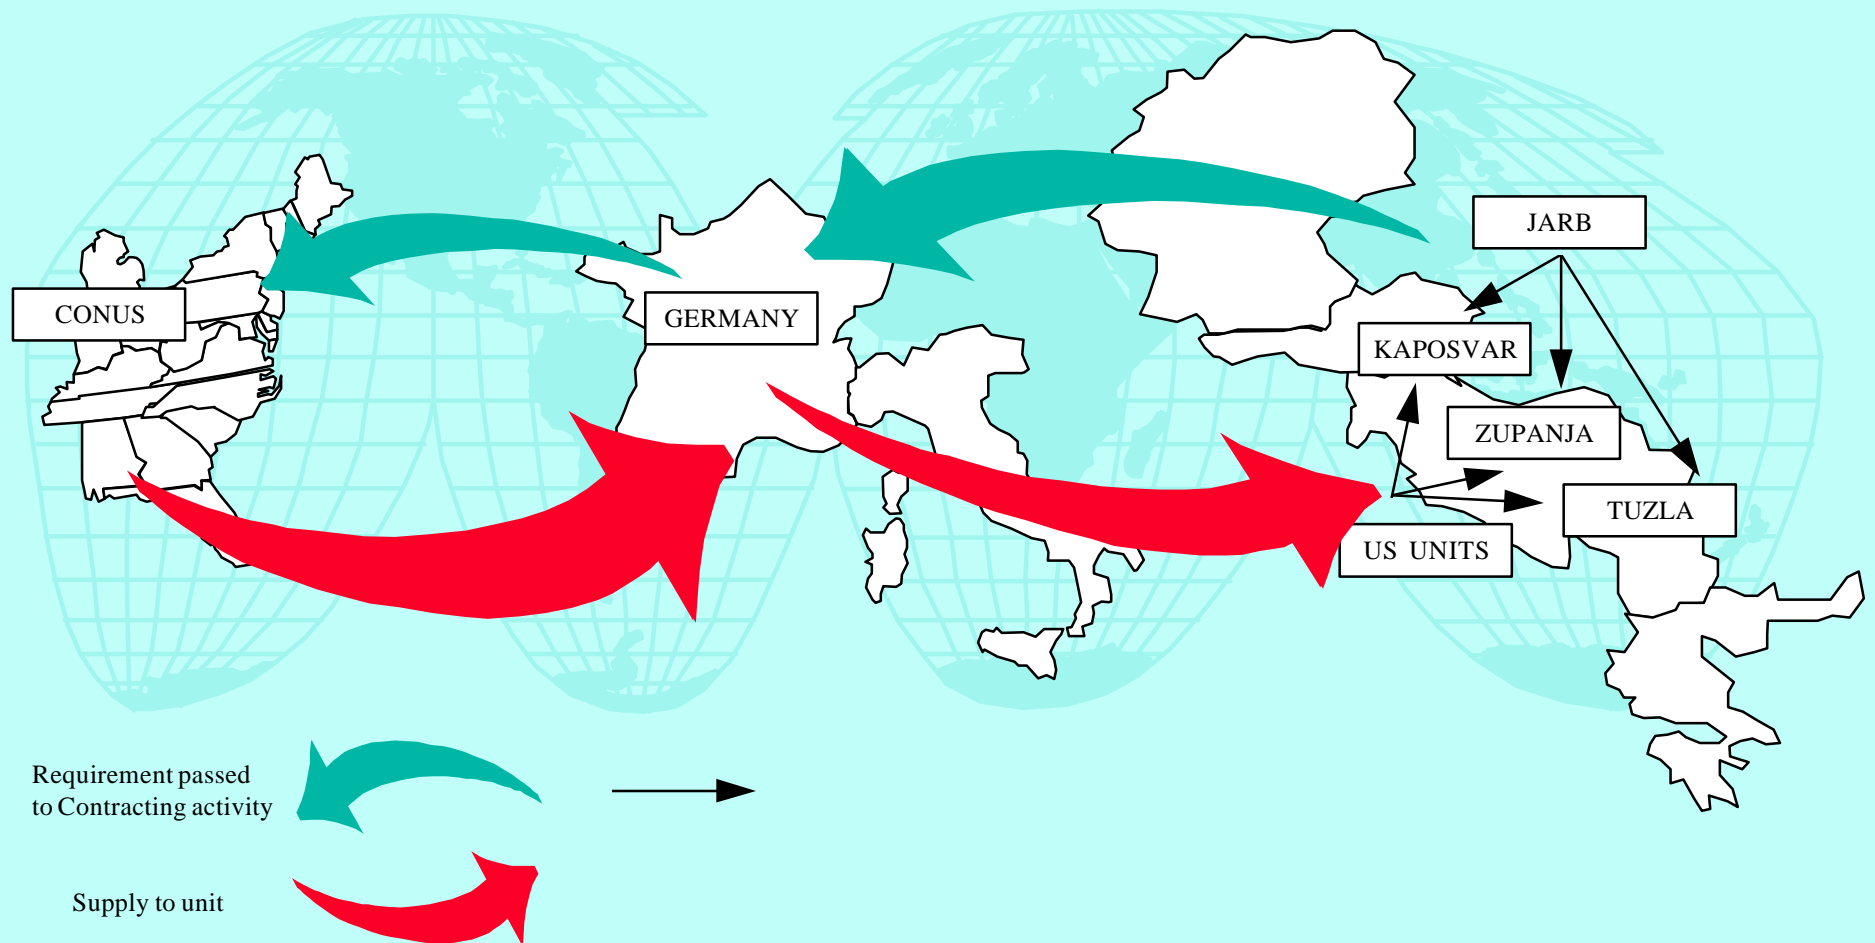 JARB
CONUS
GERMANY
KAPOSVAR
ZUPANJA
TUZLA
US UNITS
Requirement passed
to Contracting activity
Supply to unit